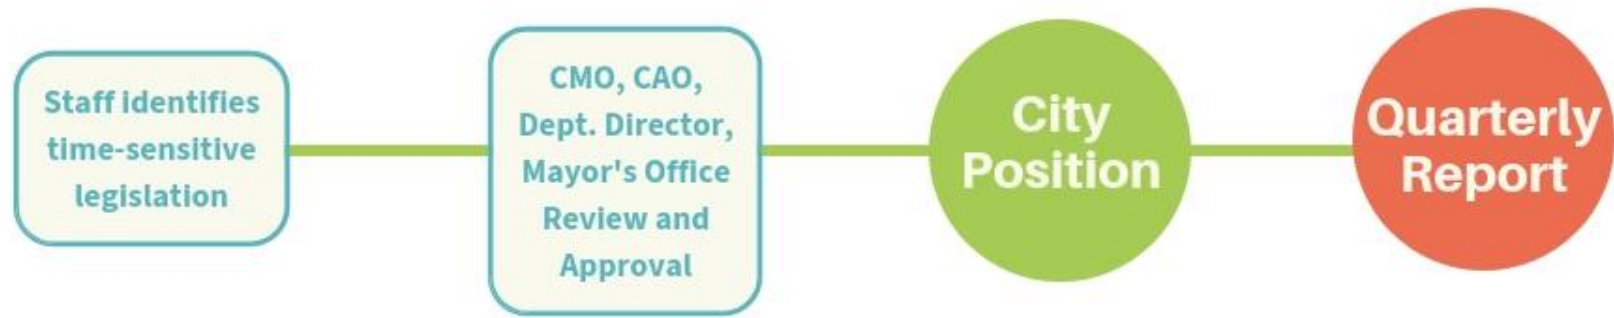 Staff identifies
time-sensitive
legislation
CMO, CAO,
Dept. Director,
Mayor's Office
Review and
Approval
City
Position
Quarterly
Report